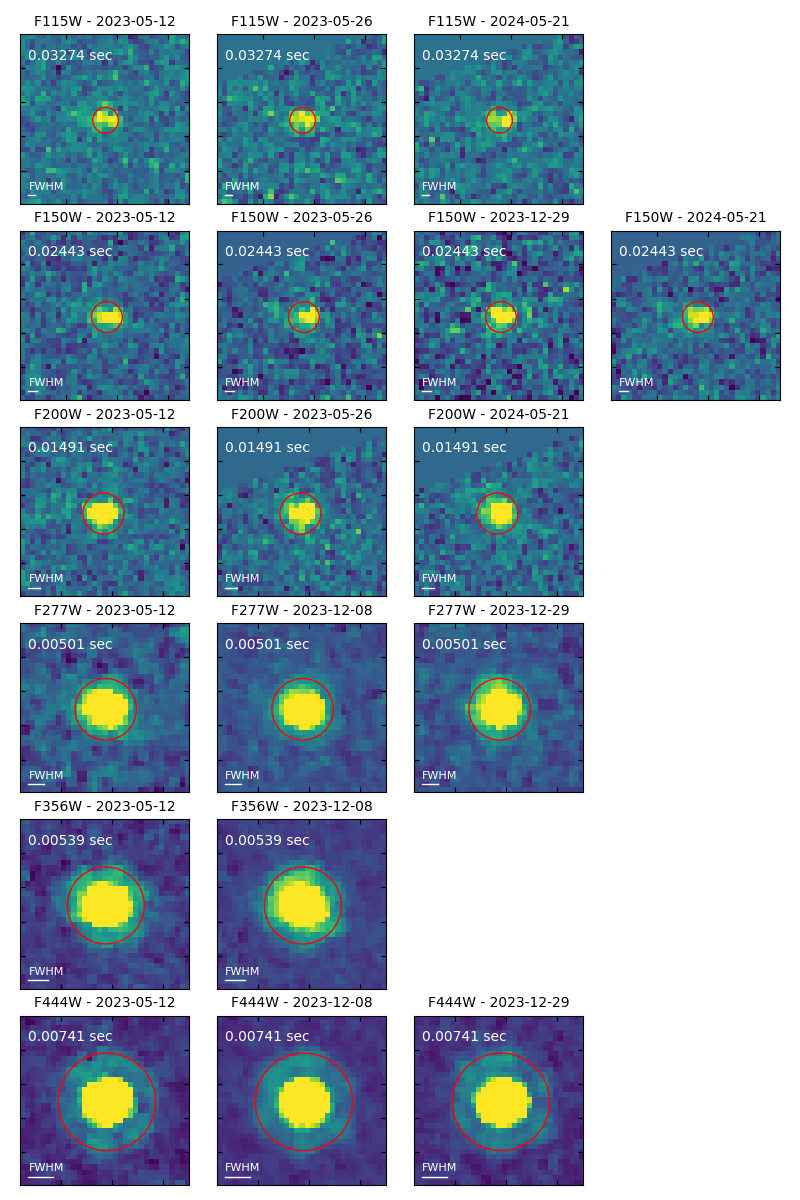 F115W - 2023-05-12
F115W - 2023-05-26
F115W - 2024-05-21
0.03274 sec
0.03274 sec
0.03274 sec
FWHM
FWHM
FWHM
F150W - 2023-05-12
F150W - 2023-05-26
F150W - 2023-12-29
F150W - 2024-05-21
0.02443 sec
0.02443 sec
0.02443 sec
0.02443 sec
FWHM
FWHM
FWHM
FWHM
F200W - 2023-05-12
F200W - 2023-05-26
F200W - 2024-05-21
0.01491 sec
0.01491 sec
0.01491 sec
FWHM
FWHM
FWHM
F277W - 2023-05-12
F277W - 2023-12-08
F277W - 2023-12-29
0.00501 sec
0.00501 sec
0.00501 sec
FWHM
FWHM
FWHM
F356W - 2023-05-12
F356W - 2023-12-08
0.00539 sec
0.00539 sec
FWHM
FWHM
F444W - 2023-05-12
F444W - 2023-12-08
F444W - 2023-12-29
0.00741 sec
0.00741 sec
0.00741 sec
FWHM
FWHM
FWHM